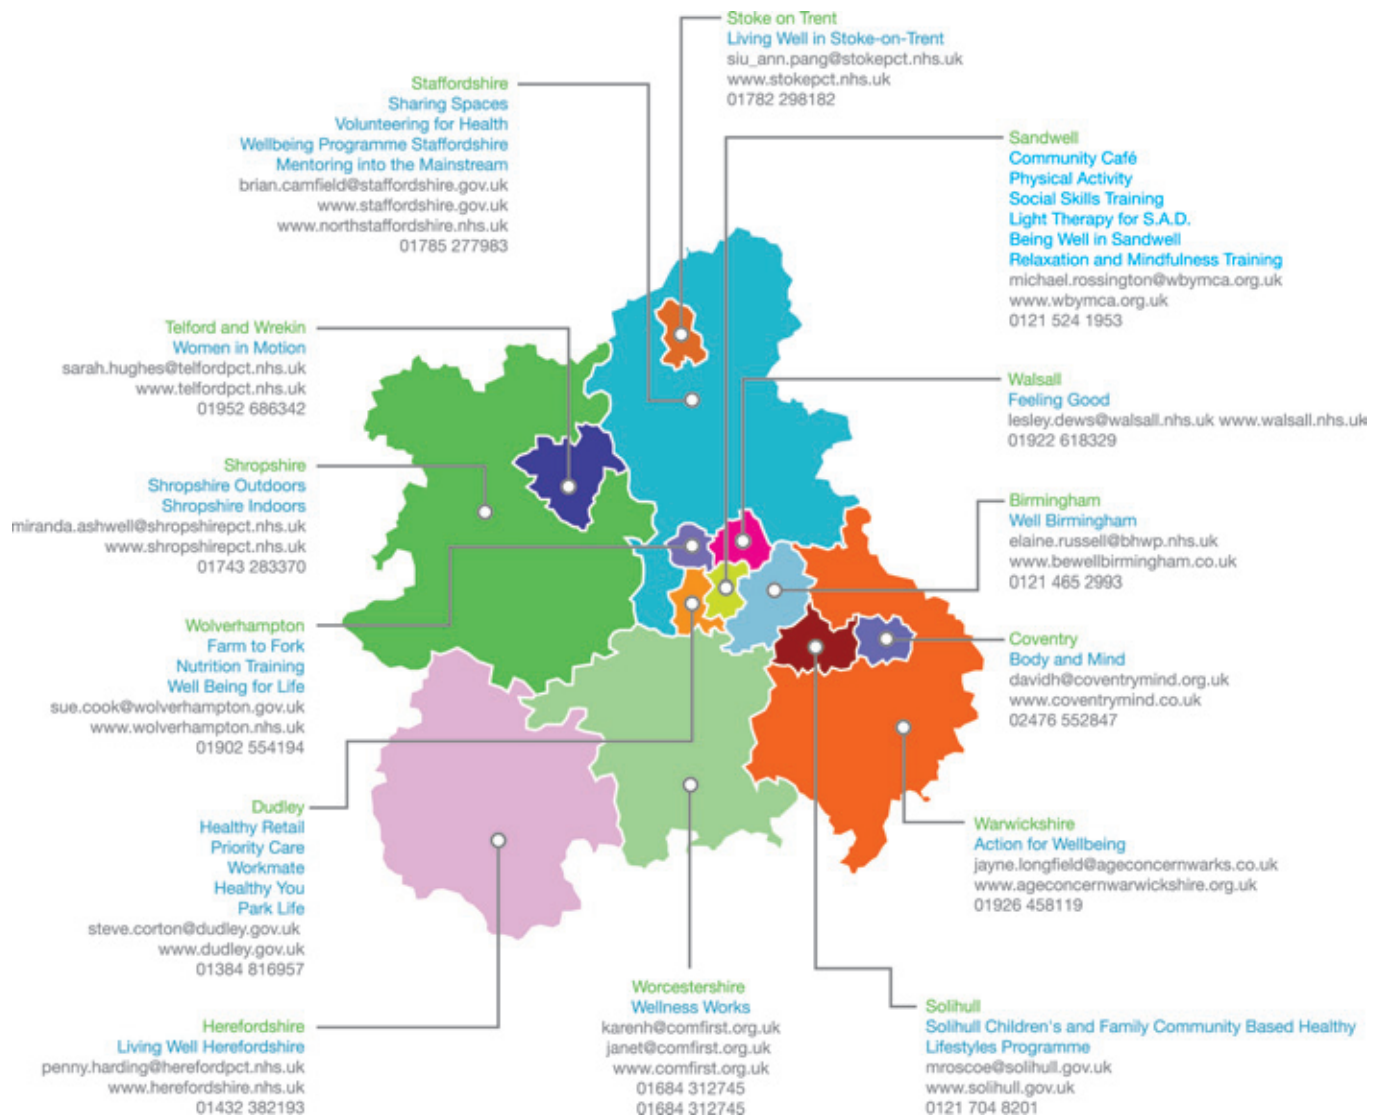 Stoke on Trent
Living Well in Stoke-on-Trent
siu_ann.pang@stokepct.nhs.uk
www.stokepct.nhs.uk
01782 298182
Staffordshire
Sharing Spaces
Volunteering for Health
Wellbeing Programme Staffordshire
Mentoring into the Mainstream
brian.camfield@staffordshire.gov.uk
www.staffordshire.gov.uk
www.northstaffordshire.nhs.uk
01785 277983
Sandwell
Community Café
Physical Activity
Social Skills Training
Light Therapy for S.A.D.
Being Well in Sandwell
Relaxation and Mindfulness Training
michael.rossington@wbymca.org.uk
www.wbymca.org.uk
0121 524 1953
Telford and Wrekin
Women in Motion
sarah.hughes@telfordpct.nhs.uk
www.telfordpct.nhs.uk
01952 686342
Walsall
Feeling Good
lesley.dews@walsall.nhs.uk www.walsall.nhs.uk
01922 618329
Shropshire
Shropshire Outdoors
Shropshire Indoors
miranda.ashwell@shropshirepct.nhs.uk
www.shropshirepct.nhs.uk
01743 283370
Birmingham
Well Birmingham
elaine.russell@bhwp.nhs.uk
www.bewellbirmingham.co.uk
0121 465 2993
Wolverhampton
Farm to Fork
Nutrition Training
Well Being for Life
sue.cook@wolverhampton.gov.uk
www.wolverhampton.nhs.uk
01902 554194
Coventry
Body and Mind
davidh@coventrymind.org.uk
www.coventrymind.co.uk
02476 552847
Dudley
Healthy Retail
Priority Care
Workmate
Healthy You
Park Life
steve.corton@dudley.gov.uk
www.dudley.gov.uk
01384 816957
Warwickshire
Action for Wellbeing
jayne.longfield@ageconcernwarks.co.uk
www.ageconcernwarwickshire.org.uk
01926 458119
Herefordshire
Living Well Herefordshire
penny.harding@herefordpct.nhs.uk
www.herefordshire.nhs.uk
01432 382193
Worcestershire
Wellness Works
karenh@comfirst.org.uk
janet@comfirst.org.uk
www.comfirst.org.uk
01684 312745
01684 312745
Solihull
Solihull Children's and Family Community Based Healthy
Lifestyles Programme
mroscoe@solihull.gov.uk
www.solihull.gov.uk
0121 704 8201